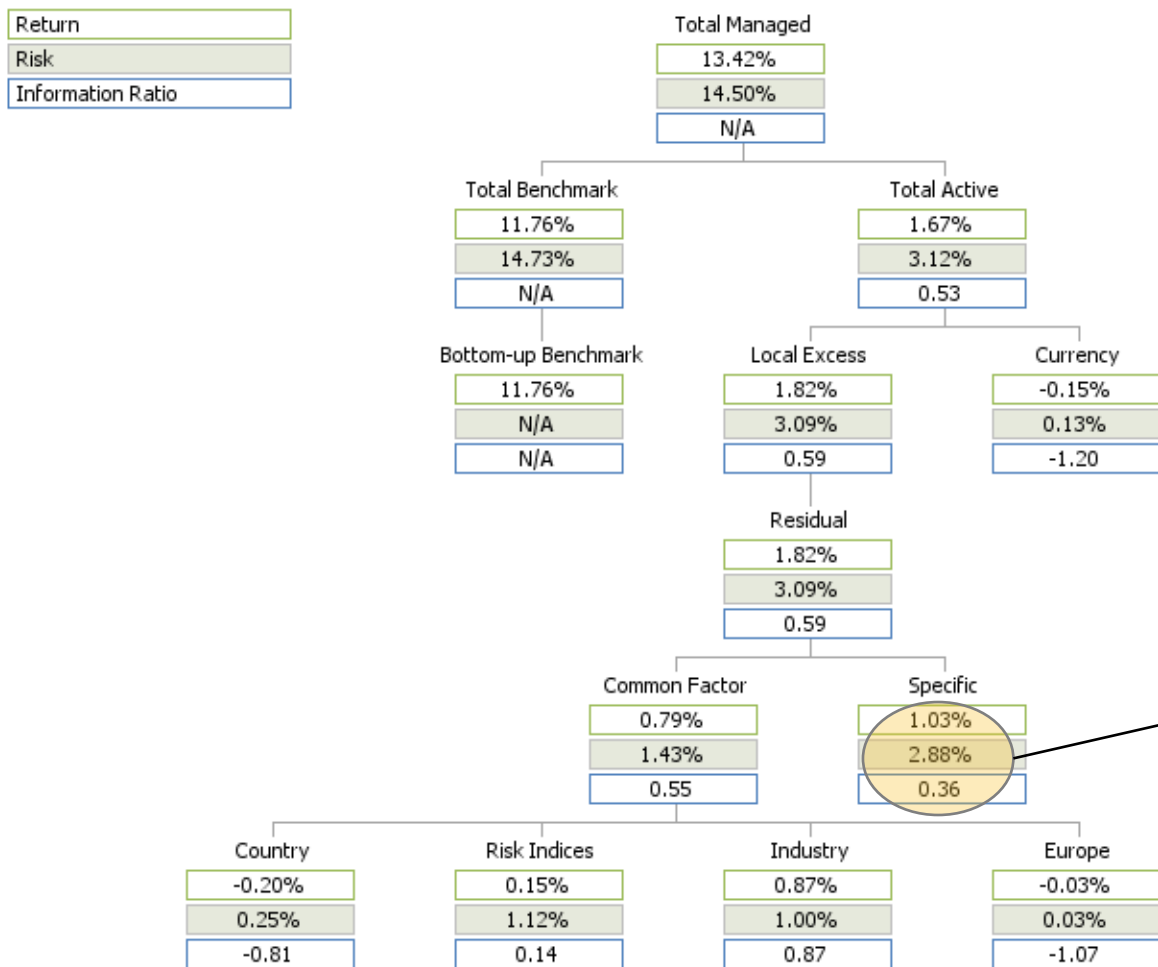 Return
Risk
Information Ratio
Total Managed
13.42%
14.50%
N/A
Total Benchmark
11.76%
14.73%
N/A
Total Active
1.67%
3.12%
0.53
Bottom-up Benchmark
11.76%
N/A
N/A
Local Excess
1.82%
3.09%
0.59
Currency
-0.15%
0.13%
-1.20
Residual
1.82%
3.09%
0.59
Common Factor
0.79%
1.43%
0.55
Specific
1.03%
2.88%
0.36
Country
-0.20%
0.25%
-0.81
Risk Indices
0.15%
1.12%
0.14
Industry
0.87%
1.00%
0.87
Europe
-0.03%
0.03%
-1.07